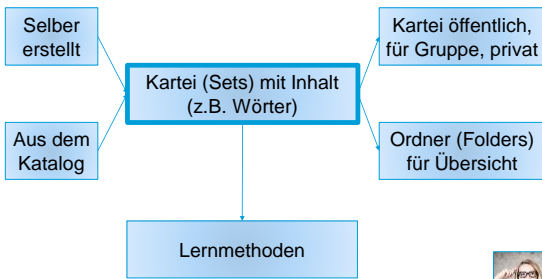 Selber
erstellt
Kartei öffentlich,
für Gruppe, privat
Kartei (Sets) mit Inhalt
(z.B. Wörter)
Aus dem
Katalog
Ordner (Folders)
für Übersicht
Lernmethoden